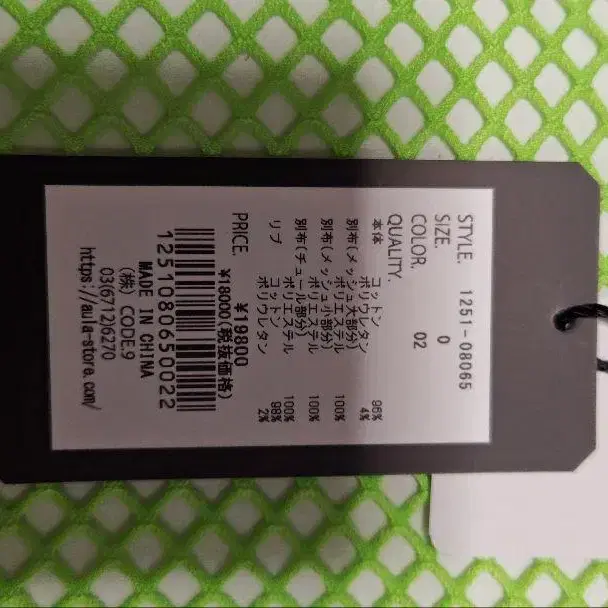 STYLE. 1251-08065
SIZE. 0
COLOR. 02
QUALITY.
本体 コットン 96%
ポリウレタン 4%
別布(メッシュ大部分)
ポリエステル 100%
別布(メッシュ小部分)
ポリエステル 100%
別布(チュール部分)
ポリエステル 100%
リブ コットン 98%
ポリウレタン 2%
PRICE. ¥19800
¥18000(税抜価格)
1251080650022
MADE IN CHINA
(株) CODE.9
03(6712)6270
https://aula-store.com/